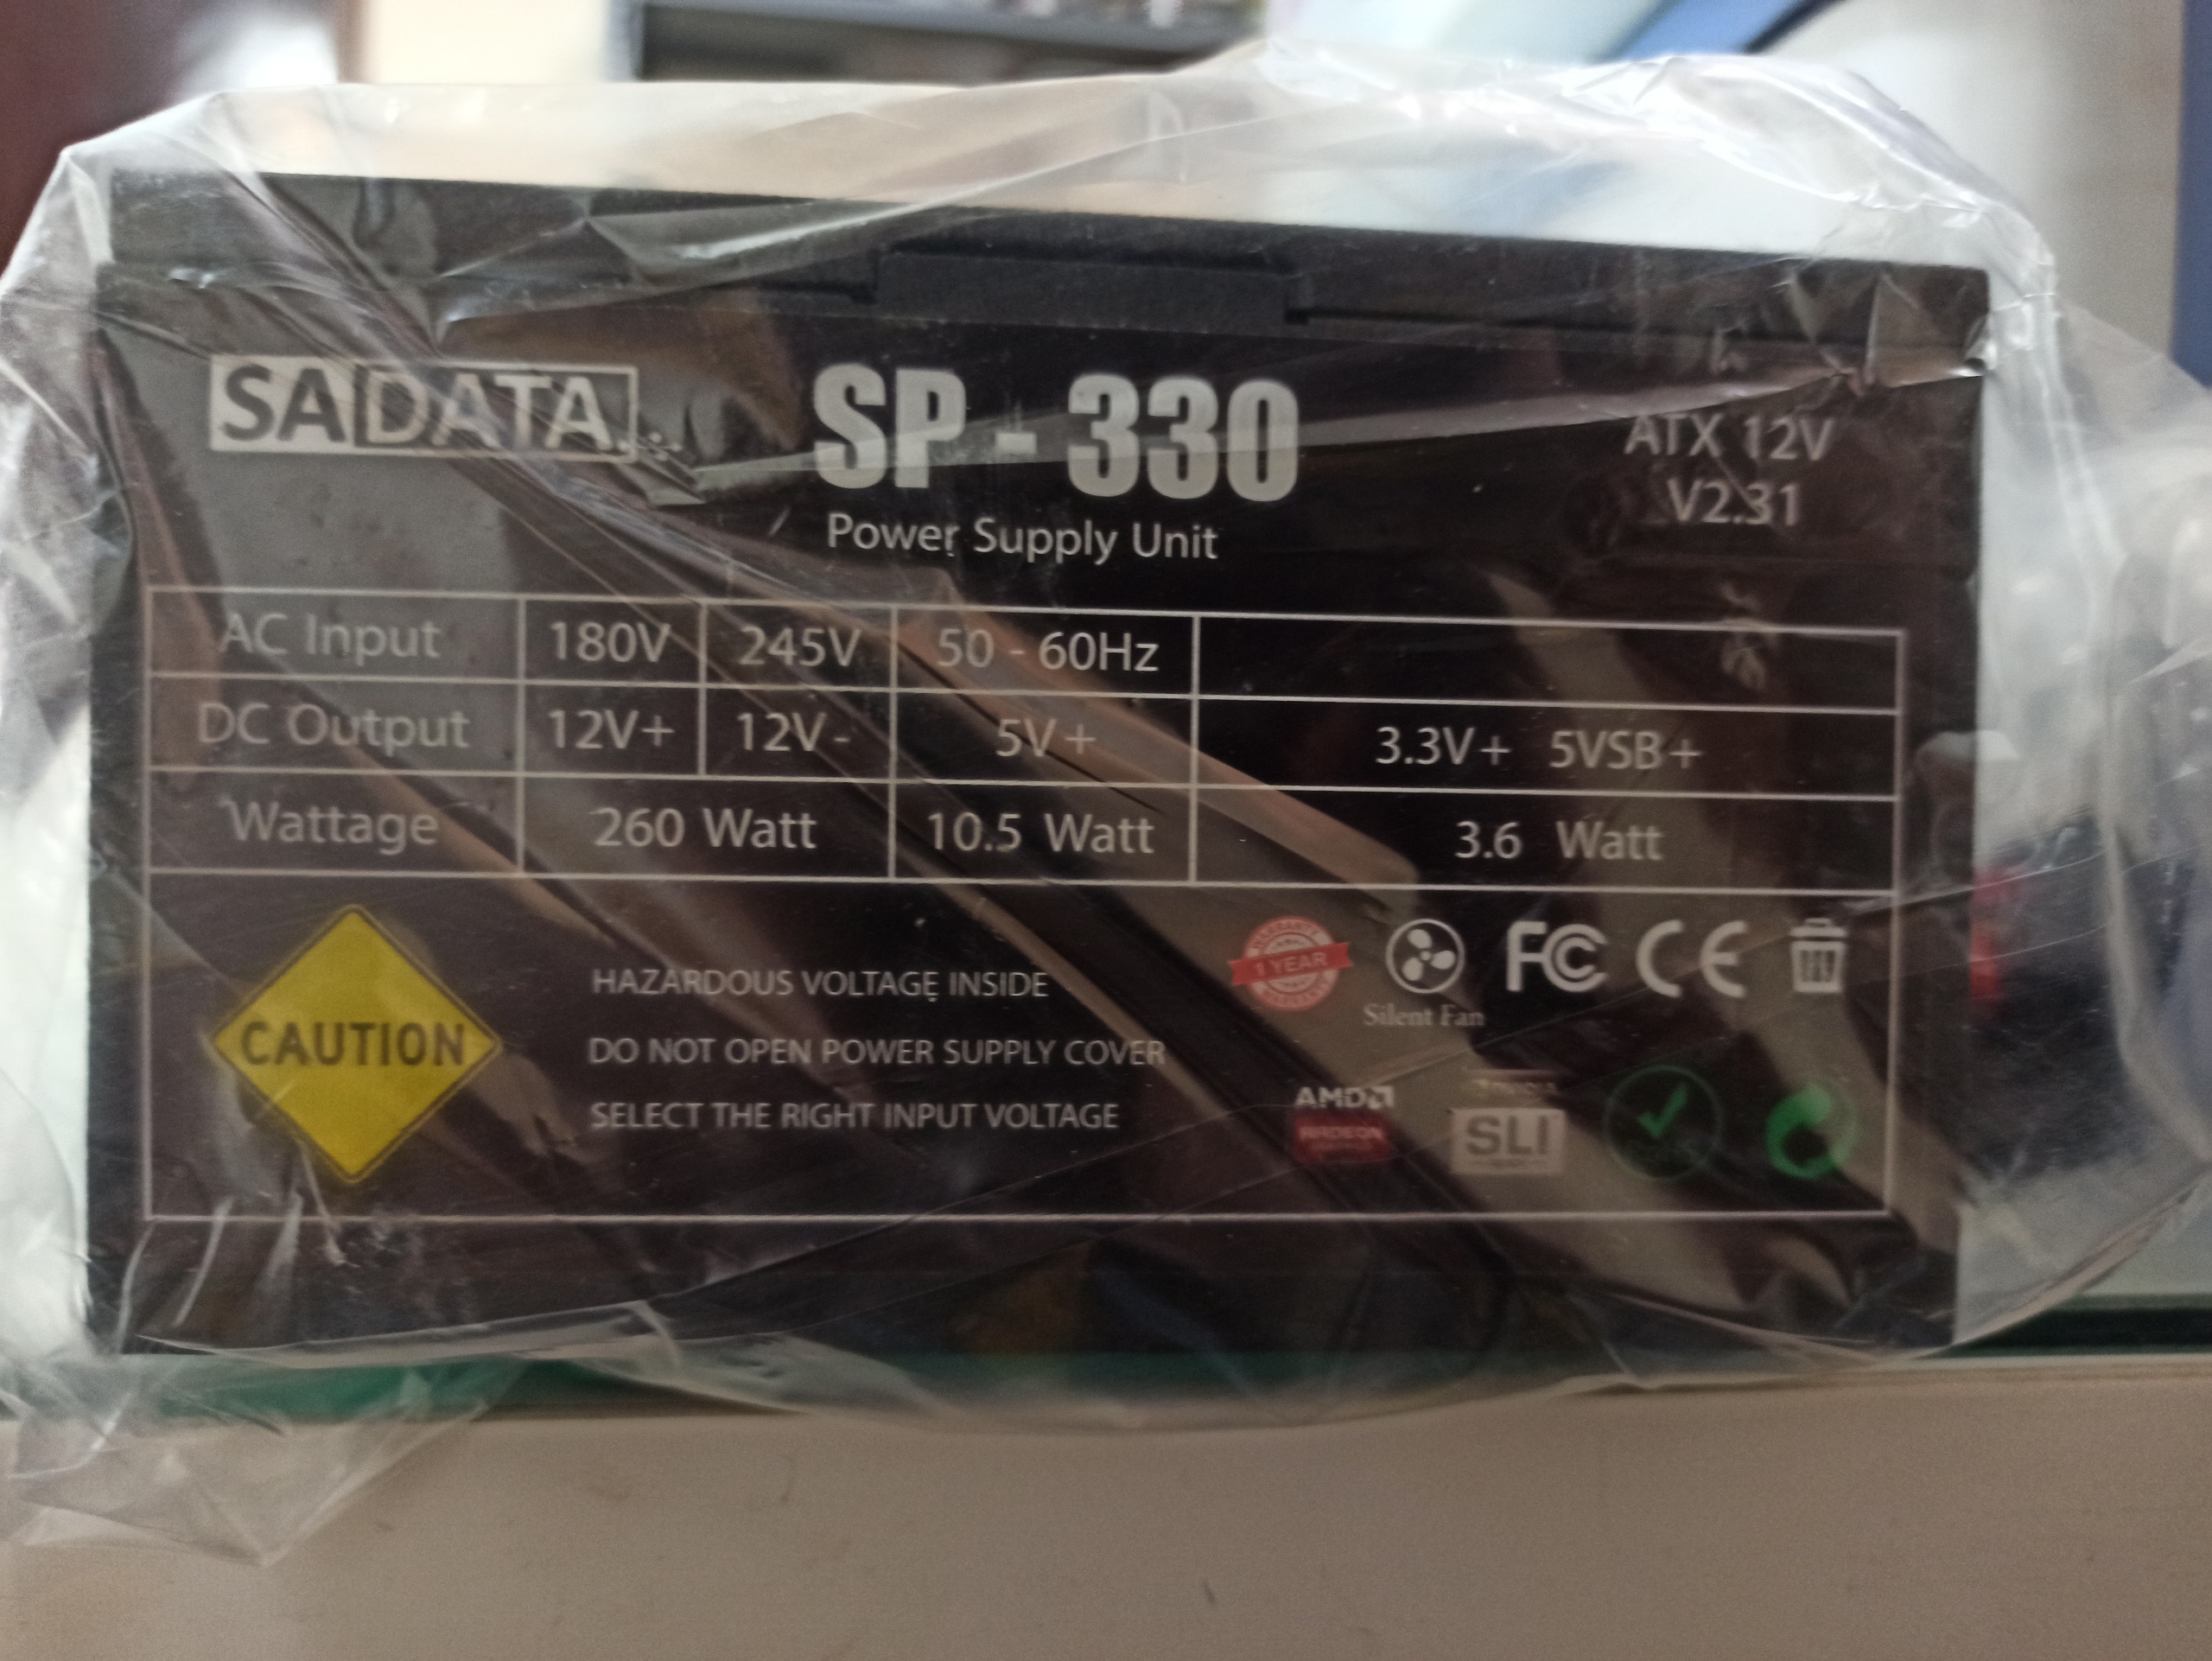 SADATA
SP - 330
Power Supply Unit
ATX 12V
V2.31
AC Input 180V 245V 50 - 60Hz
DC Output 12V+ 12V- 5V+ 3.3V+ 5VSB+
Wattage 260 Watt 10.5 Watt 3.6 Watt
CAUTION
HAZARDOUS VOLTAGE INSIDE
DO NOT OPEN POWER SUPPLY COVER
SELECT THE RIGHT INPUT VOLTAGE
WARRANTY
1 YEAR
Silent Fan
FC CE
AMD
RADEON
SLI